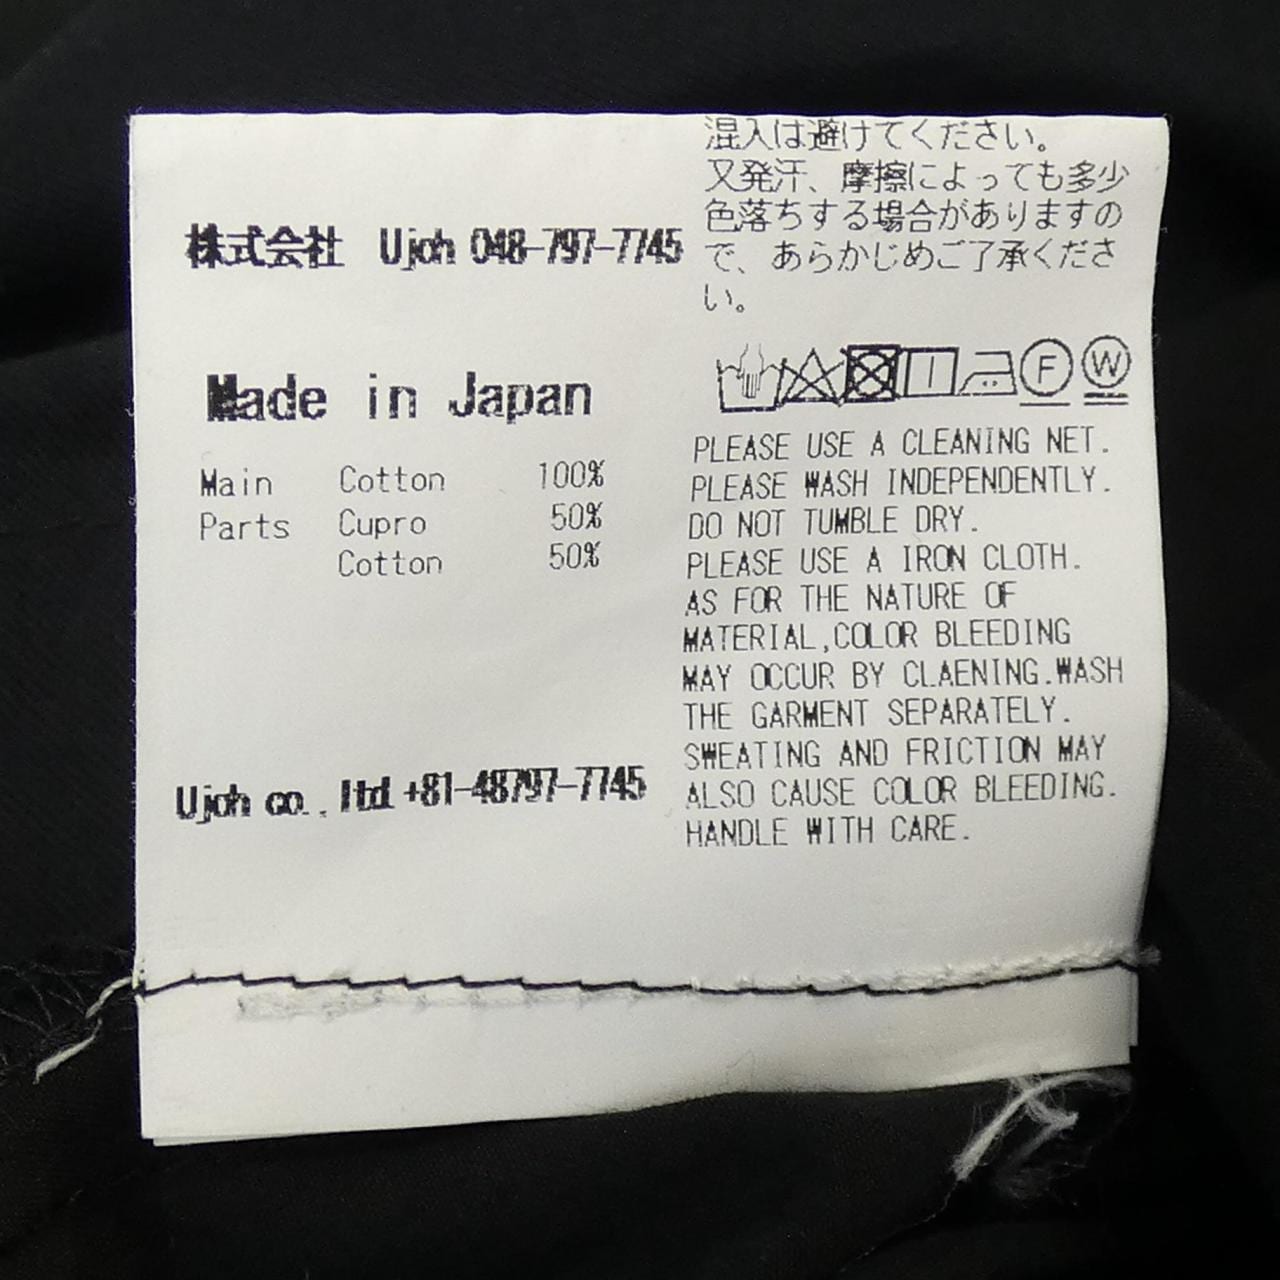 株式会社 Ujoh 048-797-7745
Made in Japan
Main Cotton 100%
Parts Cupro 50%
Cotton 50%
Ujoh co., ltd. +81-48797-7745
混入は避けてください。
又発汗、摩擦によっても多少
色落ちする場合がありますの
で、あらかじめご了承くださ
い。
F W
PLEASE USE A CLEANING NET.
PLEASE WASH INDEPENDENTLY.
DO NOT TUMBLE DRY.
PLEASE USE A IRON CLOTH.
AS FOR THE NATURE OF
MATERIAL,COLOR BLEEDING
MAY OCCUR BY CLAENING.WASH
THE GARMENT SEPARATELY.
SWEATING AND FRICTION MAY
ALSO CAUSE COLOR BLEEDING.
HANDLE WITH CARE.